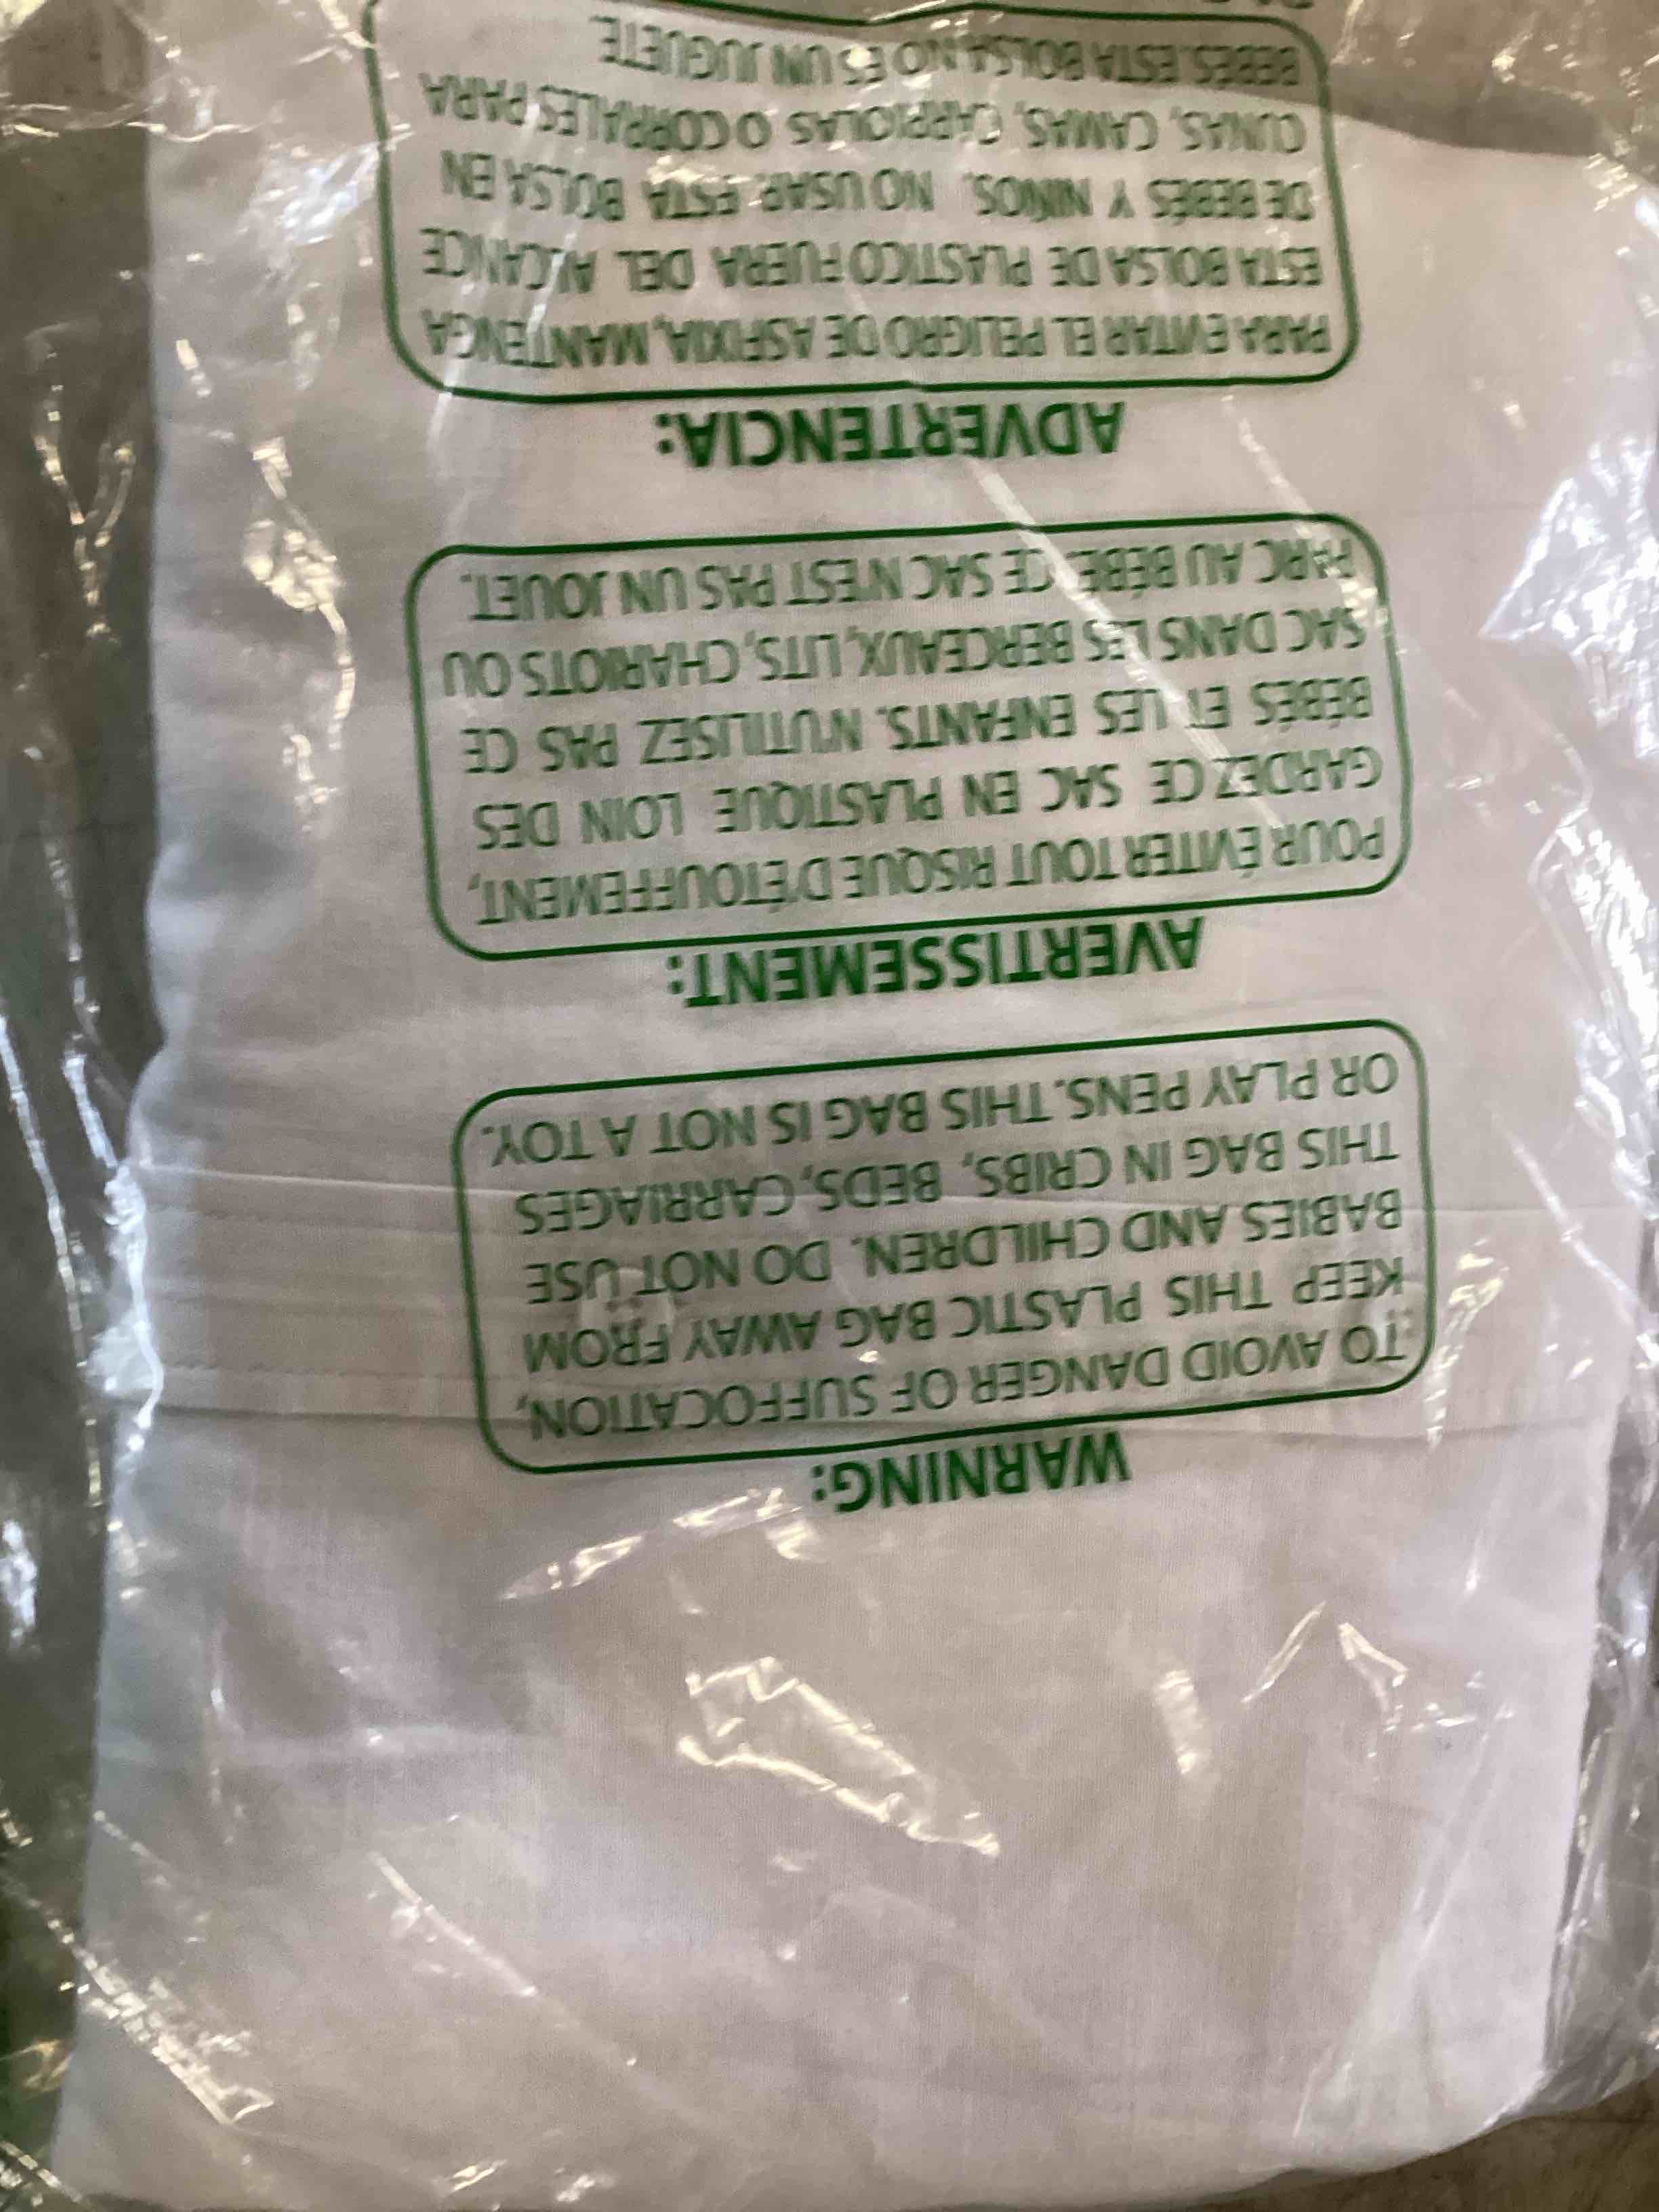 WARNING:
TO AVOID DANGER OF SUFFOCATION,
KEEP THIS PLASTIC BAG AWAY FROM
BABIES AND CHILDREN. DO NOT USE
THIS BAG IN CRIBS, BEDS, CARRIAGES
OR PLAY PENS. THIS BAG IS NOT A TOY.
AVERTISSEMENT:
POUR ÉVITER TOUT RISQUE D'ÉTOUFFEMENT,
GARDEZ CE SAC EN PLASTIQUE LOIN DES
BÉBÉS ET LES ENFANTS. N'UTILISEZ PAS CE
SAC DANS LES BERCEAUX, LITS, CHARIOTS OU
PARC AU BÉBÉ. CE SAC N'EST PAS UN JOUET.
ADVERTENCIA:
PARA EVITAR EL PELIGRO DE ASFIXIA, MANTENGA
ESTA BOLSA DE PLASTICO FUERA DEL ALCANCE
DE BEBÉS Y NIÑOS. NO USAR ESTA BOLSA EN
CUNAS, CAMAS, CARRIOLAS O CORRALES PARA
BEBÉS. ESTA BOLSA NO ES UN JUGUETE.